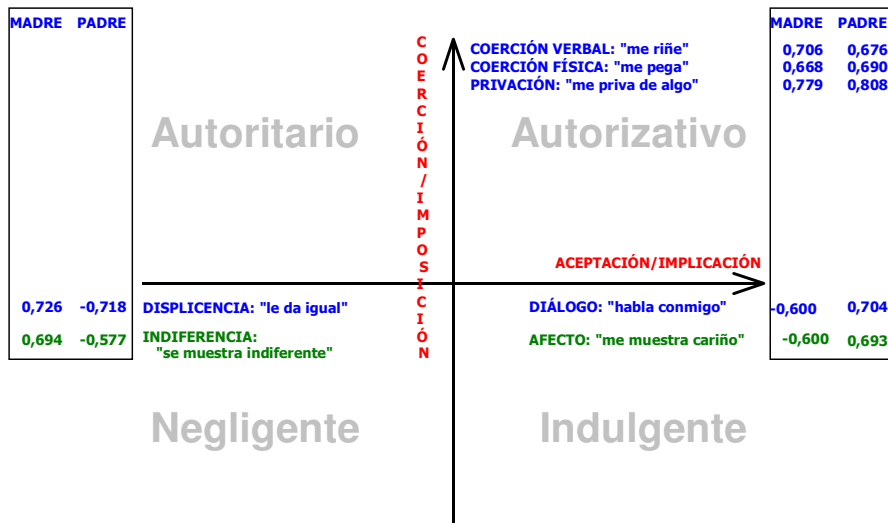 MADRE PADRE
MADRE PADRE
COERCIÓN/IMPOSICIÓN
COERCIÓN VERBAL: "me riñe" 0,706 0,676
COERCIÓN FÍSICA: "me pega" 0,668 0,690
PRIVACIÓN: "me priva de algo" 0,779 0,808
Autoritario
Autorizativo
ACEPTACIÓN/IMPLICACIÓN
0,726 -0,718 DISPLICENCIA: "le da igual"
DIÁLOGO: "habla conmigo" -0,600 0,704
0,694 -0,577 INDIFERENCIA:
"se muestra indiferente"
AFECTO: "me muestra cariño" -0,600 0,693
Negligente
Indulgente